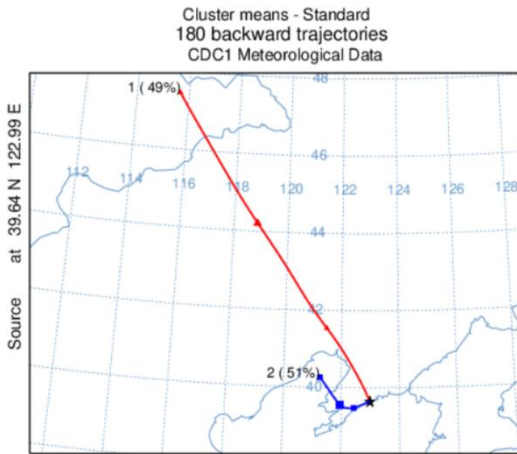 Cluster means - Standard
180 backward trajectories
CDC1 Meteorological Data
Source at 39.64 N 122.99 E
1 ( 49%)
48
46
112
114
116
118
120
122
124
126
128
44
42
2 ( 51%)
40